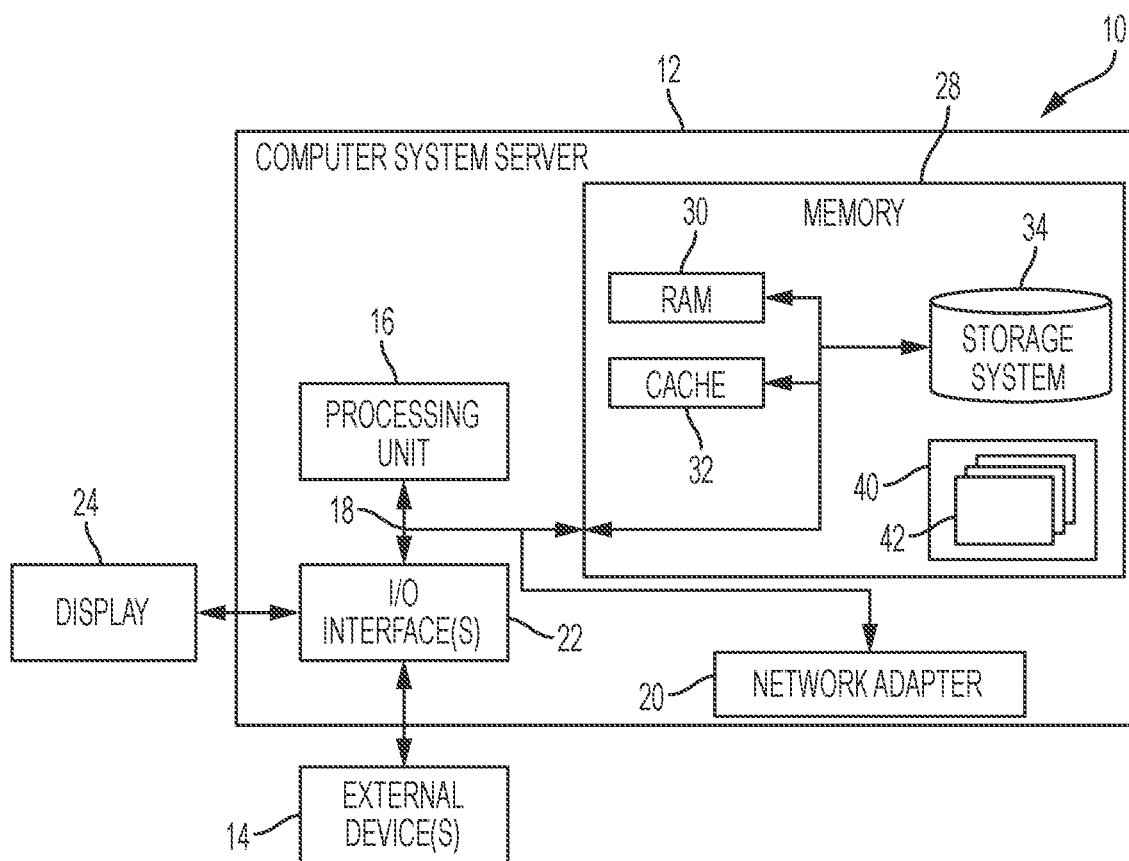 10
12
28
COMPUTER SYSTEM SERVER
MEMORY
30
34
RAM
STORAGE
SYSTEM
16
CACHE
PROCESSING
UNIT
32
40
42
18
24
DISPLAY
I/O
INTERFACE(S)
22
20
NETWORK ADAPTER
EXTERNAL
DEVICE(S)
14